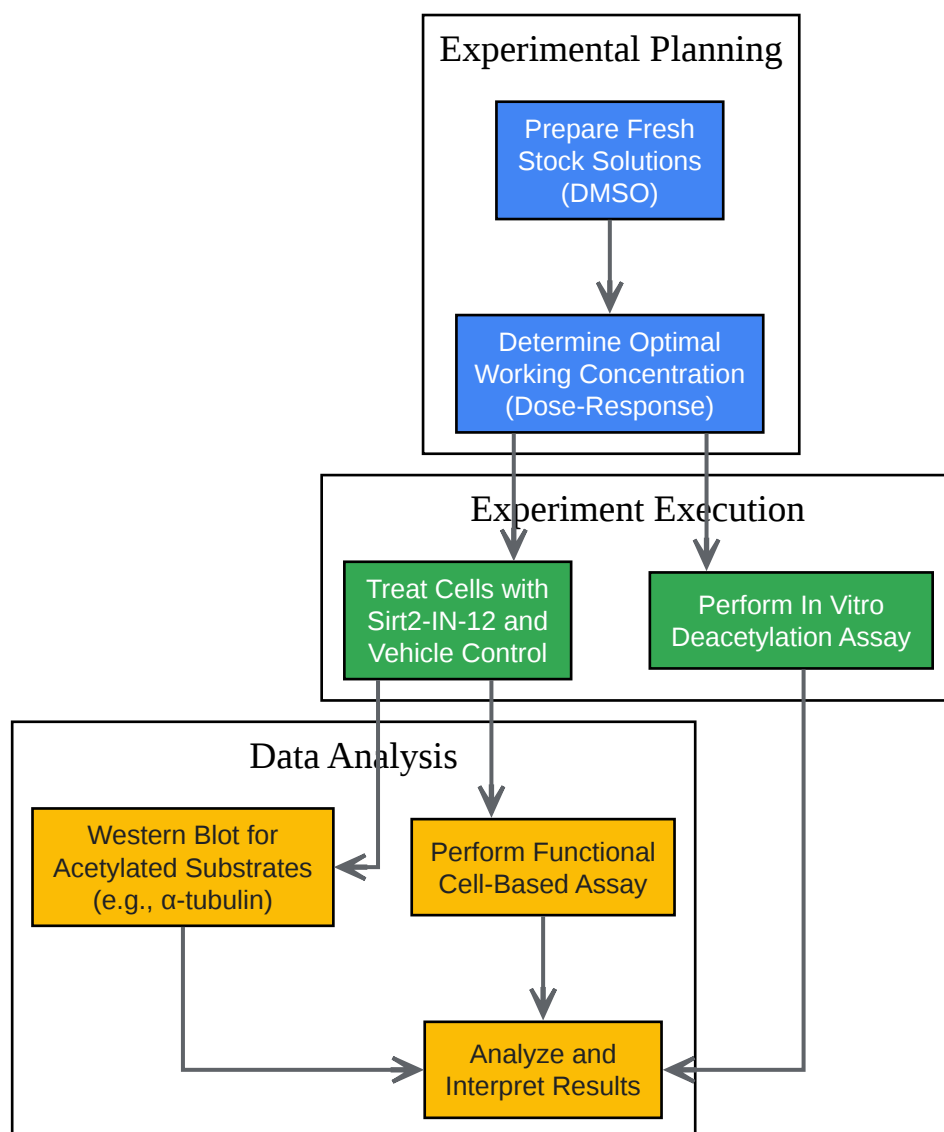 Experimental Planning
Prepare Fresh
Stock Solutions
(DMSO)
Determine Optimal
Working Concentration
(Dose-Response)
Experiment Execution
Treat Cells with
Sirt2-IN-12 and
Vehicle Control
Perform In Vitro
Deacetylation Assay
Data Analysis
Western Blot for
Acetylated Substrates
(e.g., α-tubulin)
Perform Functional
Cell-Based Assay
Analyze and
Interpret Results